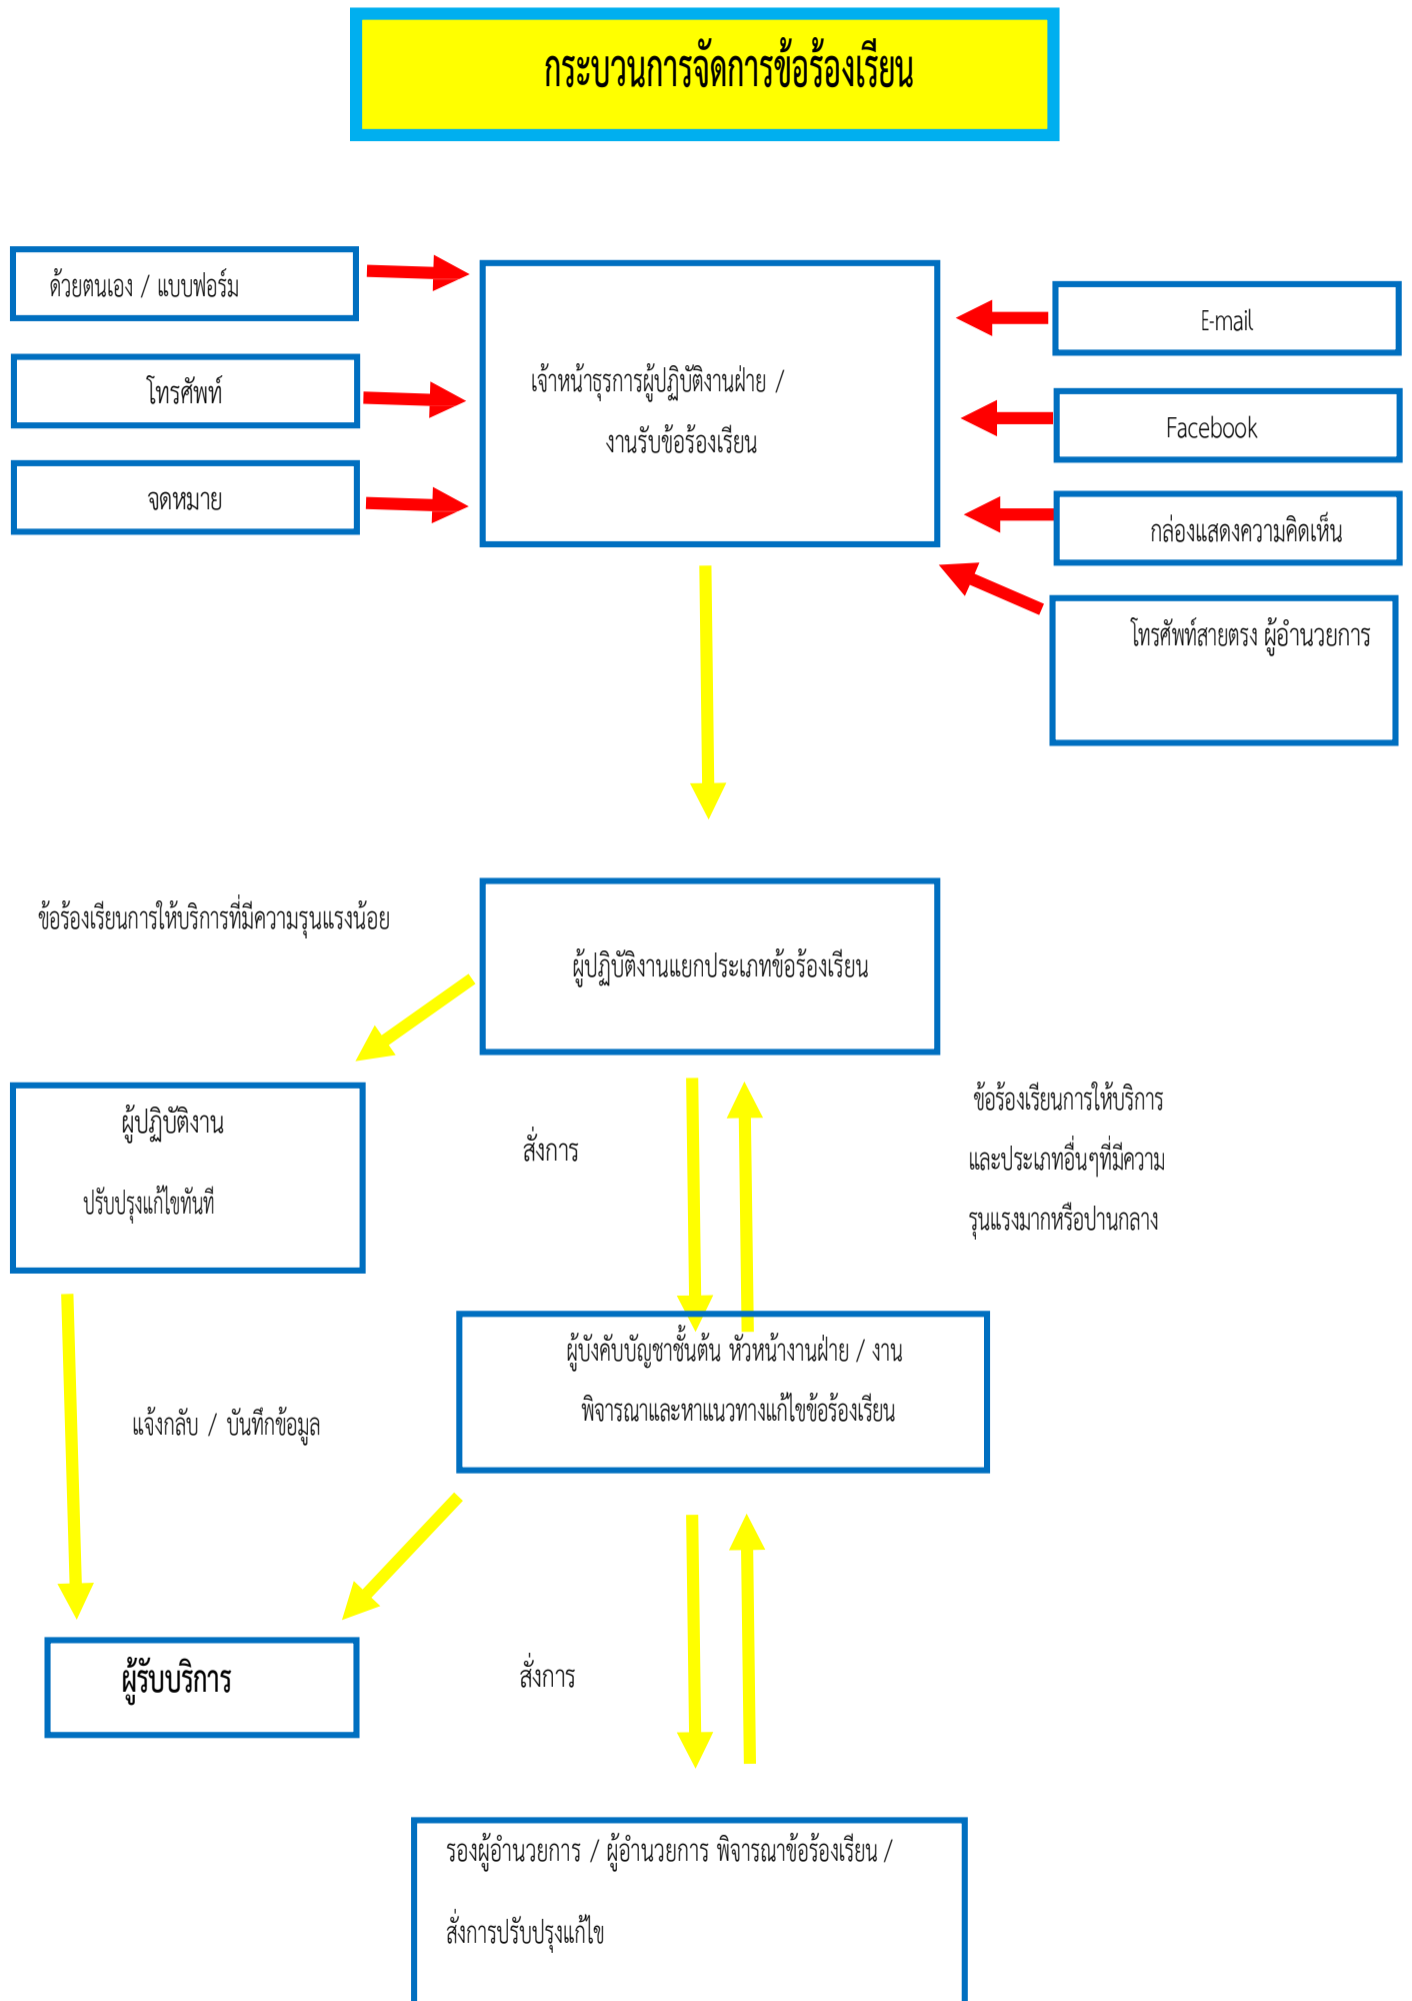 กระบวนการจัดการข้อร้องเรียน
ด้วยตนเอง / แบบฟอร์ม
โทรศัพท์
จดหมาย
เจ้าหน้าธุรการผู้ปฏิบัติงานฝ่าย /
งานรับข้อร้องเรียน
E-mail
Facebook
กล่องแสดงความคิดเห็น
โทรศัพท์สายตรง ผู้อำนวยการ
ข้อร้องเรียนการให้บริการที่มีความรุนแรงน้อย
ผู้ปฏิบัติงานแยกประเภทข้อร้องเรียน
ผู้ปฏิบัติงาน
ปรับปรุงแก้ไขทันที
สั่งการ
ข้อร้องเรียนการให้บริการ
และประเภทอื่นๆที่มีความ
รุนแรงมากหรือปานกลาง
ผู้บังคับบัญชาชั้นต้น หัวหน้างานฝ่าย / งาน
พิจารณาและหาแนวทางแก้ไขข้อร้องเรียน
แจ้งกลับ / บันทึกข้อมูล
ผู้รับบริการ
สั่งการ
รองผู้อำนวยการ / ผู้อำนวยการ พิจารณาข้อร้องเรียน /
สั่งการปรับปรุงแก้ไข